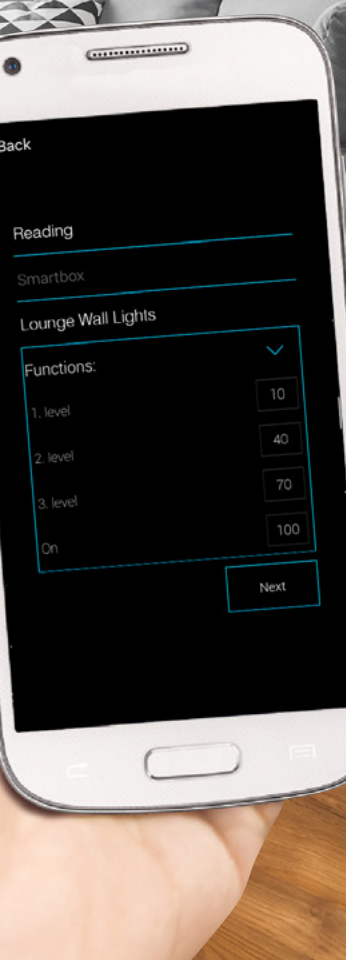 Back
Reading
Smartbox
Lounge Wall Lights
Functions:
1. level 10
2. level 40
3. level 70
On 100
Next